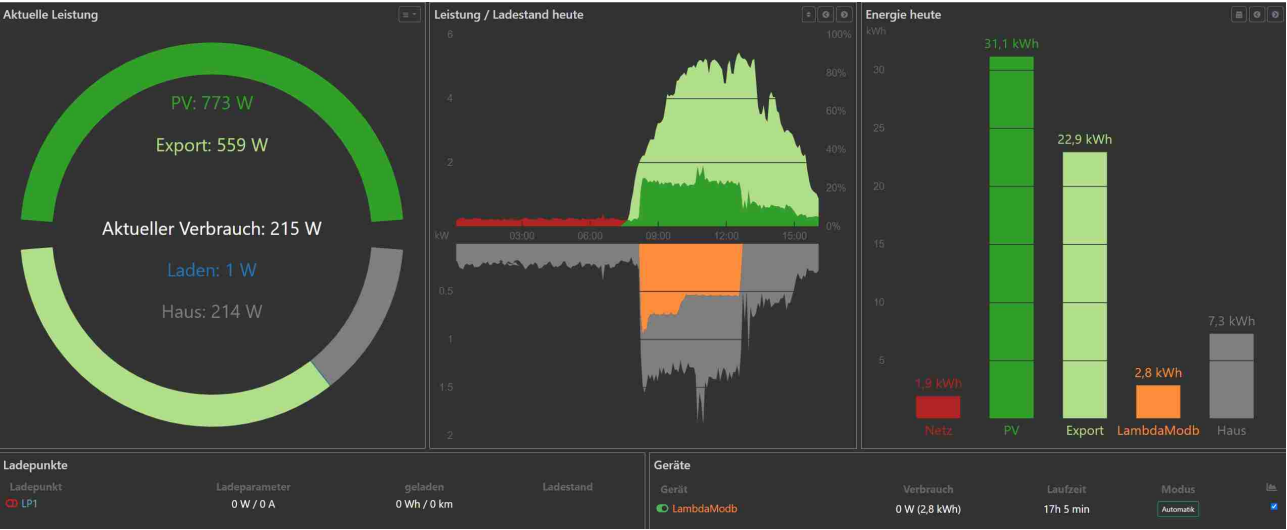 Aktuelle Leistung
PV: 773 W
Export: 559 W
Aktueller Verbrauch: 215 W
Laden: 1 W
Haus: 214 W
Leistung / Ladestand heute
6
100%
80%
4
60%
40%
2
20%
0%
kW 03:00 06:00 09:00 12:00 15:00
0.5
1
1.5
2
Energie heute
kWh
30
25
20
15
10
5
1,9 kWh
31,1 kWh
22,9 kWh
2,8 kWh
7,3 kWh
Netz PV Export LambdaModb Haus
Ladepunkte
Ladepunkt Ladeparameter geladen Ladestand
LP1 0 W / 0 A 0 Wh / 0 km
Geräte
Gerät Verbrauch Laufzeit Modus
LambdaModb 0 W (2,8 kWh) 17h 5 min Automatik